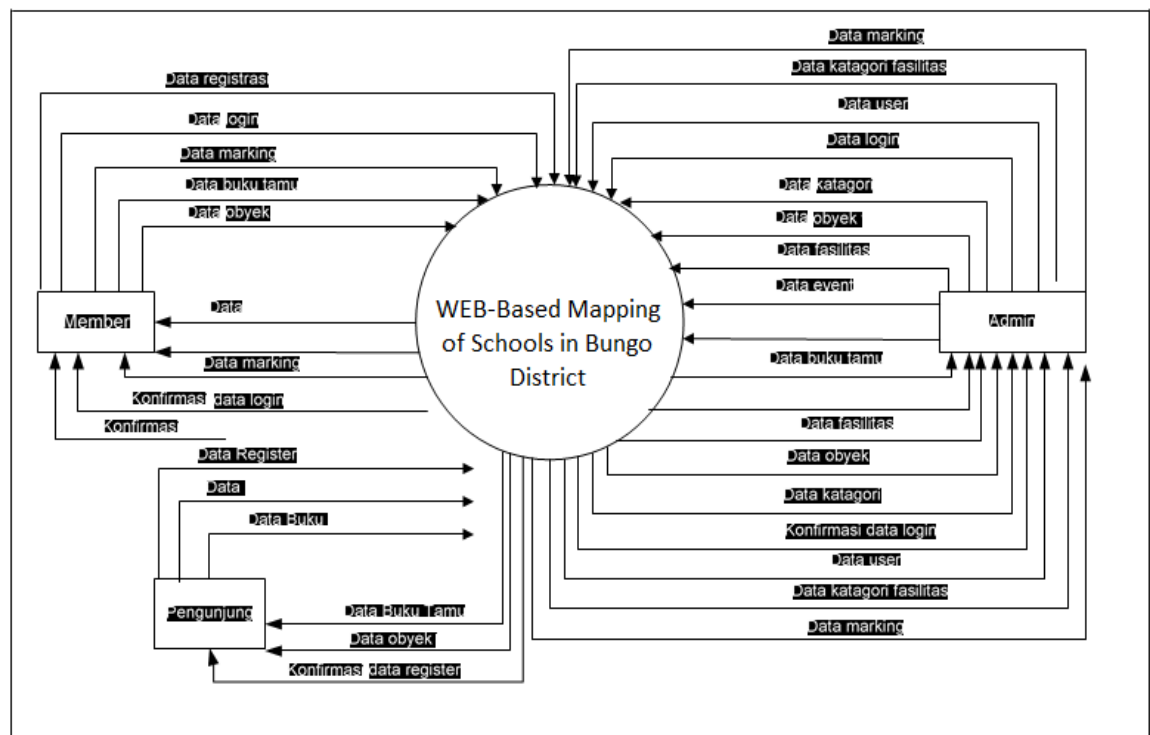 Data marking
Data katagori fasilitas
Data registrasi
Data user
Data login
Data login
Data marking
Data katagori
Data buku tamu
Data obyek
Data obyek
Data fasilitas
Data event
Data
WEB-Based Mapping
of Schools in Bungo
District
Member
Admin
Data marking
Data buku tamu
Konfirmasi data login
Konfirmasi
Data fasilitas
Data Register
Data obyek
Data
Data katagori
Data Buku
Konfirmasi data login
Data user
Data katagori fasilitas
Pengunjung
Data Buku Tamu
Data marking
Data obyek
Konfirmasi data register